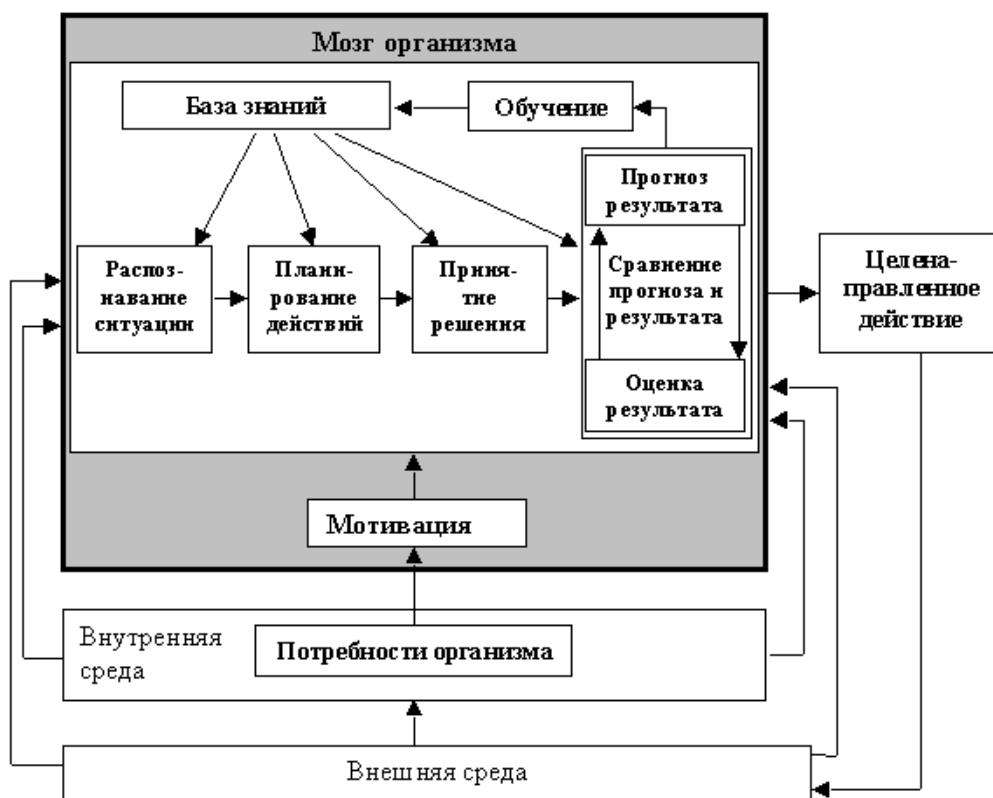 Мозг организма
База знаний
Обучение
Прогноз
результата
Распоз-
навание
ситуации
Плани-
рование
действий
Приня-
тие
решения
Сравнение
прогноза и
результата
Оценка
результата
Целена-
правленное
действие
Мотивация
Внутренняя
среда
Потребности организма
Внешняя среда